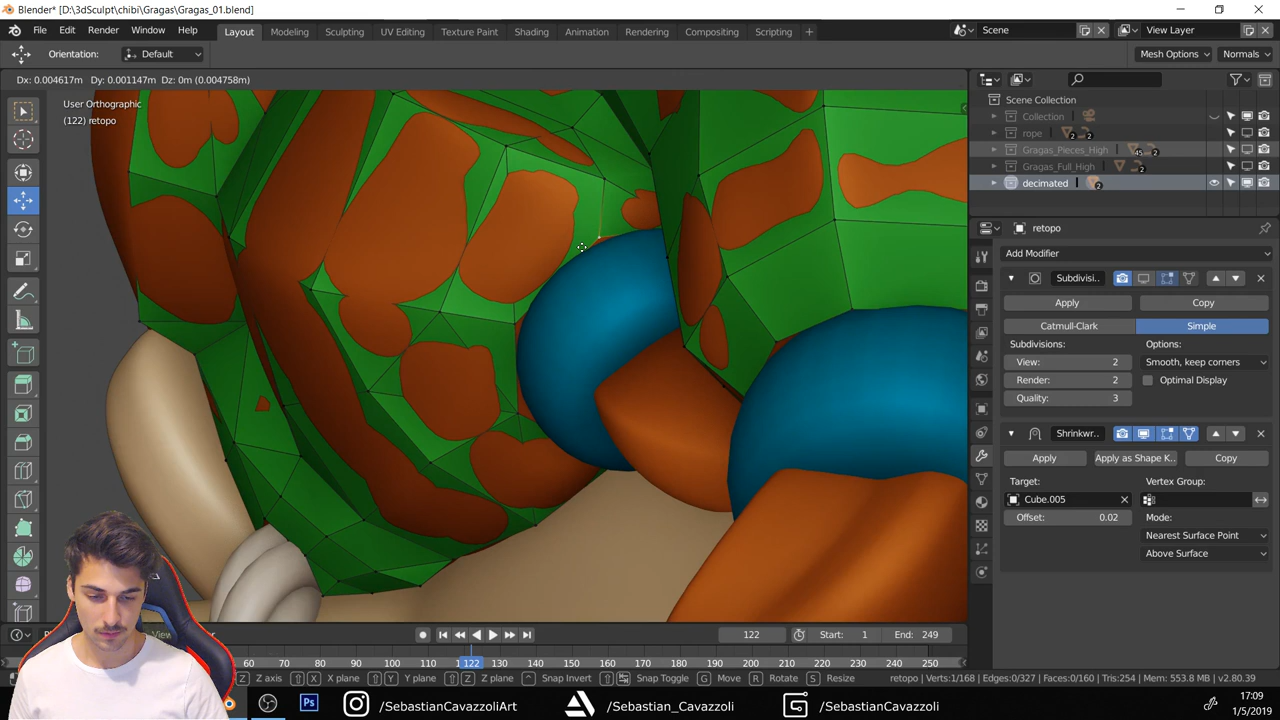 Blender* [D:\3dSculpt\chibi\Gragas\Gragas_01.blend]
File Edit Render Window Help Layout Modeling Sculpting UV Editing Texture Paint Shading Animation Rendering Compositing Scripting + Scene View Layer
Orientation: Default Mesh Options Normals
Dx: 0.004617m Dy: 0.001147m Dz: 0m (0.004758m)
User Orthographic
(122) retopo
Scene Collection
Collection
rope 2 2
Gragas_Pieces_High 45 2
Gragas_Full_High 2
decimated 2
retopo
Add Modifier
Subdivisi..
Apply Copy
Catmull-Clark Simple
Subdivisions: Options:
View: 2 Smooth, keep corners
Render: 2 Optimal Display
Quality: 3
Shrinkwr..
Apply Apply as Shape K.. Copy
Target: Vertex Group:
Cube.005
Offset: 0.02 Mode:
Nearest Surface Point
Above Surface
View 122 Start: 1 End: 249
60 70 80 90 100 110 122 130 140 150 160 170 180 190 200 210 220 230 240 250
Z Z axis X X plane Y Y plane Z Z plane Snap Invert Snap Toggle G Move R Rotate S Resize retopo | Verts:1/168 | Edges:0/327 | Faces:0/160 | Tris:254 | Mem: 553.8 MB | v2.80.39
Ps /SebastianCavazzoliArt /Sebastian_Cavazzoli /SebastianCavazzoli 17:09
1/5/2019